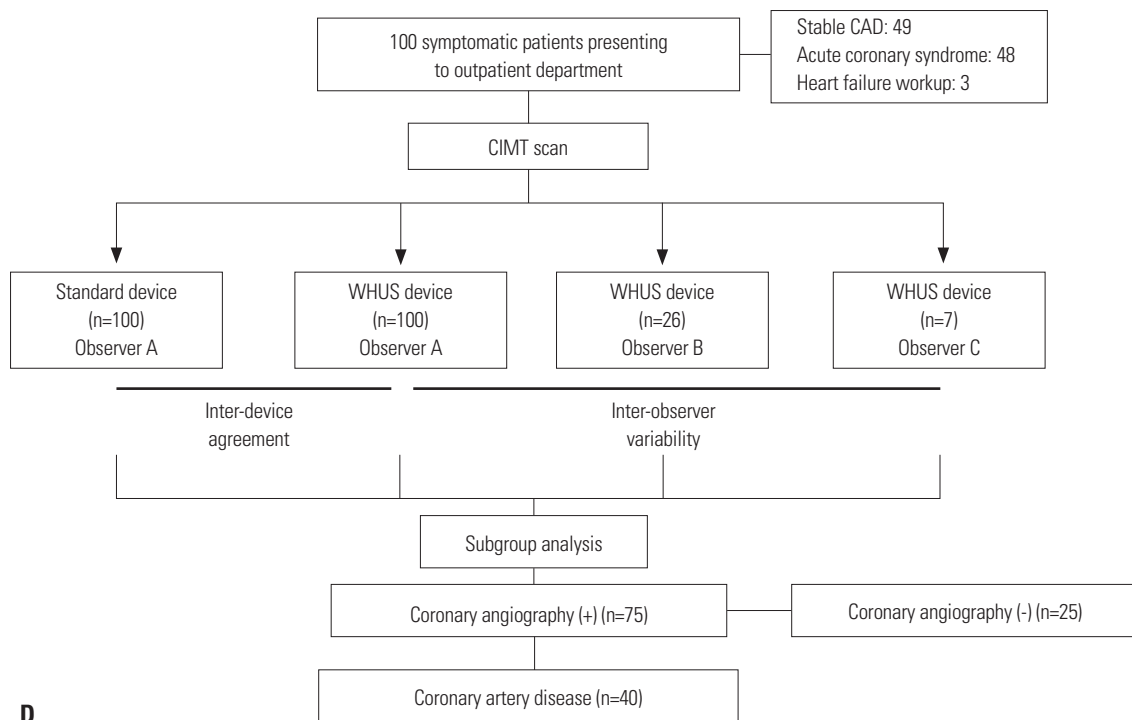 100 symptomatic patients presenting
to outpatient department
Stable CAD: 49
Acute coronary syndrome: 48
Heart failure workup: 3
CIMT scan
Standard device
(n=100)
Observer A
WHUS device
(n=100)
Observer A
WHUS device
(n=26)
Observer B
WHUS device
(n=7)
Observer C
Inter-device
agreement
Inter-observer
variability
Subgroup analysis
Coronary angiography (+) (n=75)
Coronary angiography (-) (n=25)
Coronary artery disease (n=40)
D